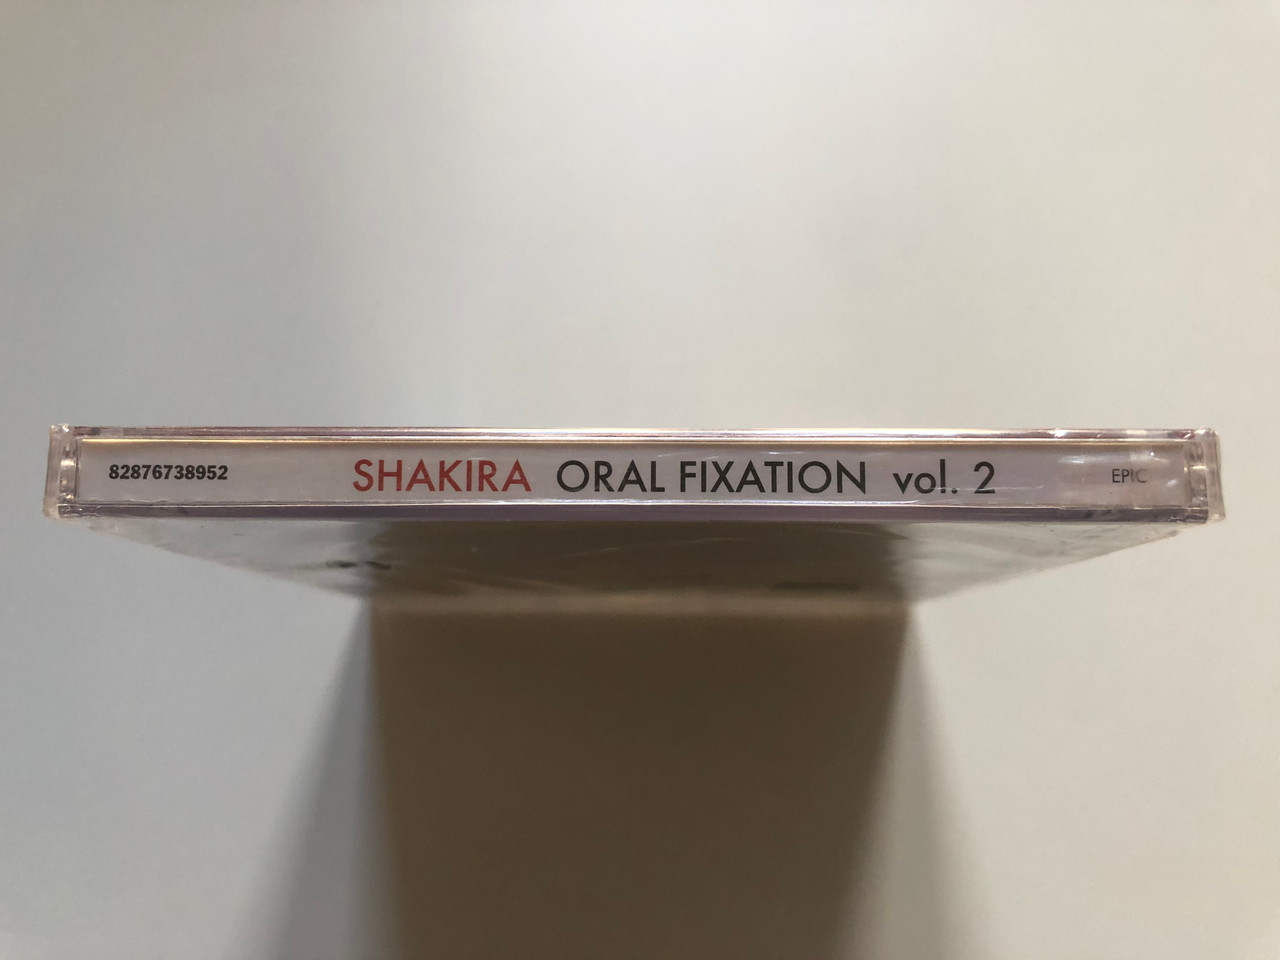 82876738952 SHAKIRA ORAL FIXATION vol. 2 EPIC